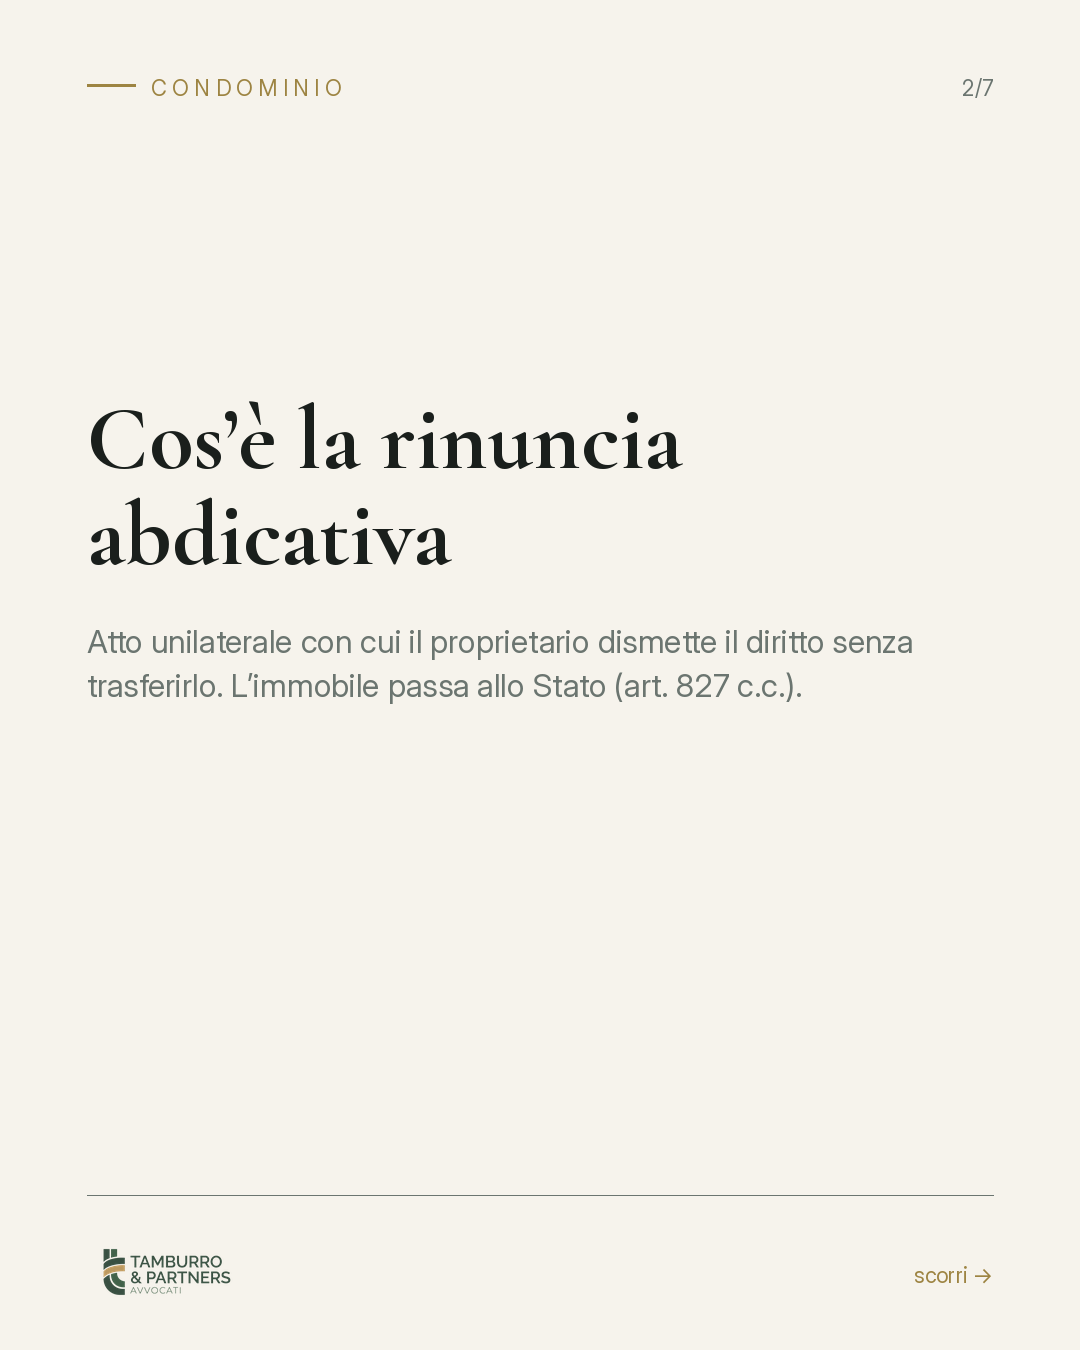 CONDOMINIO
2/7
Cos’è la rinuncia
abdicativa
Atto unilaterale con cui il proprietario dismette il diritto senza
trasferirlo. L’immobile passa allo Stato (art. 827 c.c.).
TAMBURRO
& PARTNERS
AVVOCATI
scorri →